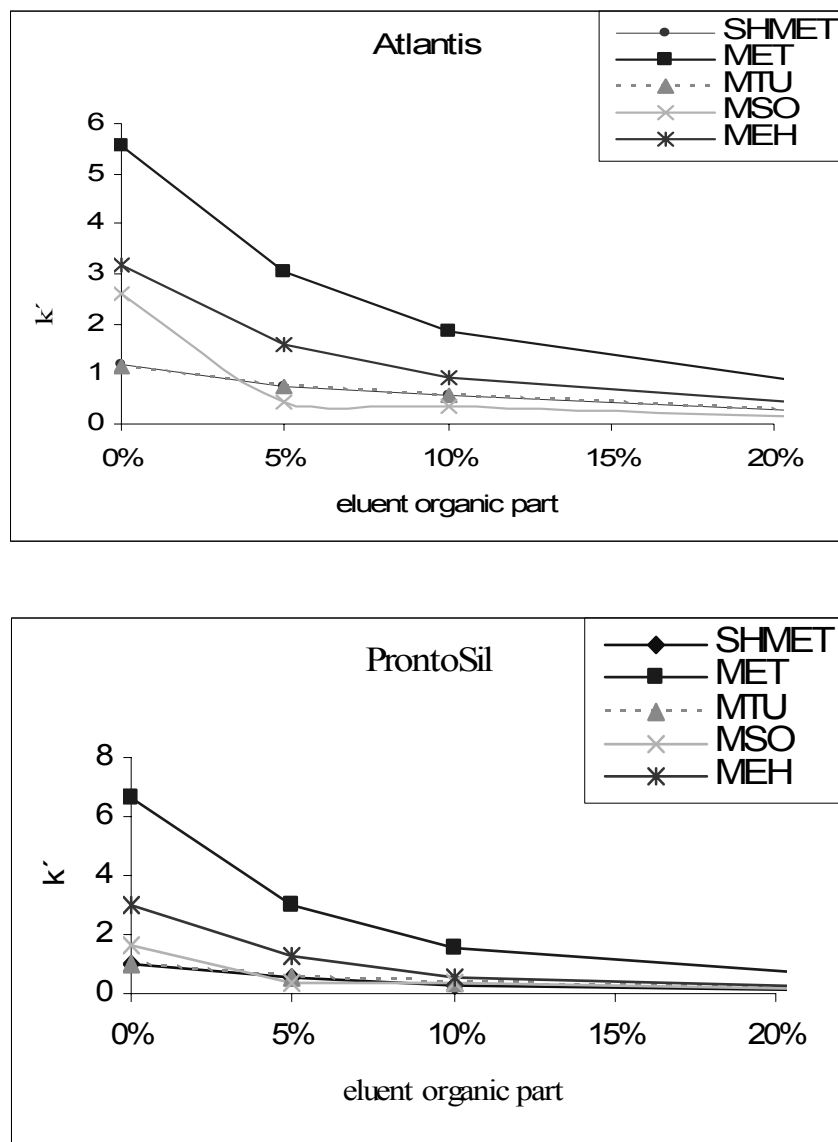 Atlantis
SHMET
MET
MTU
MSO
MEH
6
5
4
3
2
1
0
k´
0% 5% 10% 15% 20%
eluent organic part
ProntoSil
SHMET
MET
MTU
MSO
MEH
8
6
4
2
0
k´
0% 5% 10% 15% 20%
eluent organic part